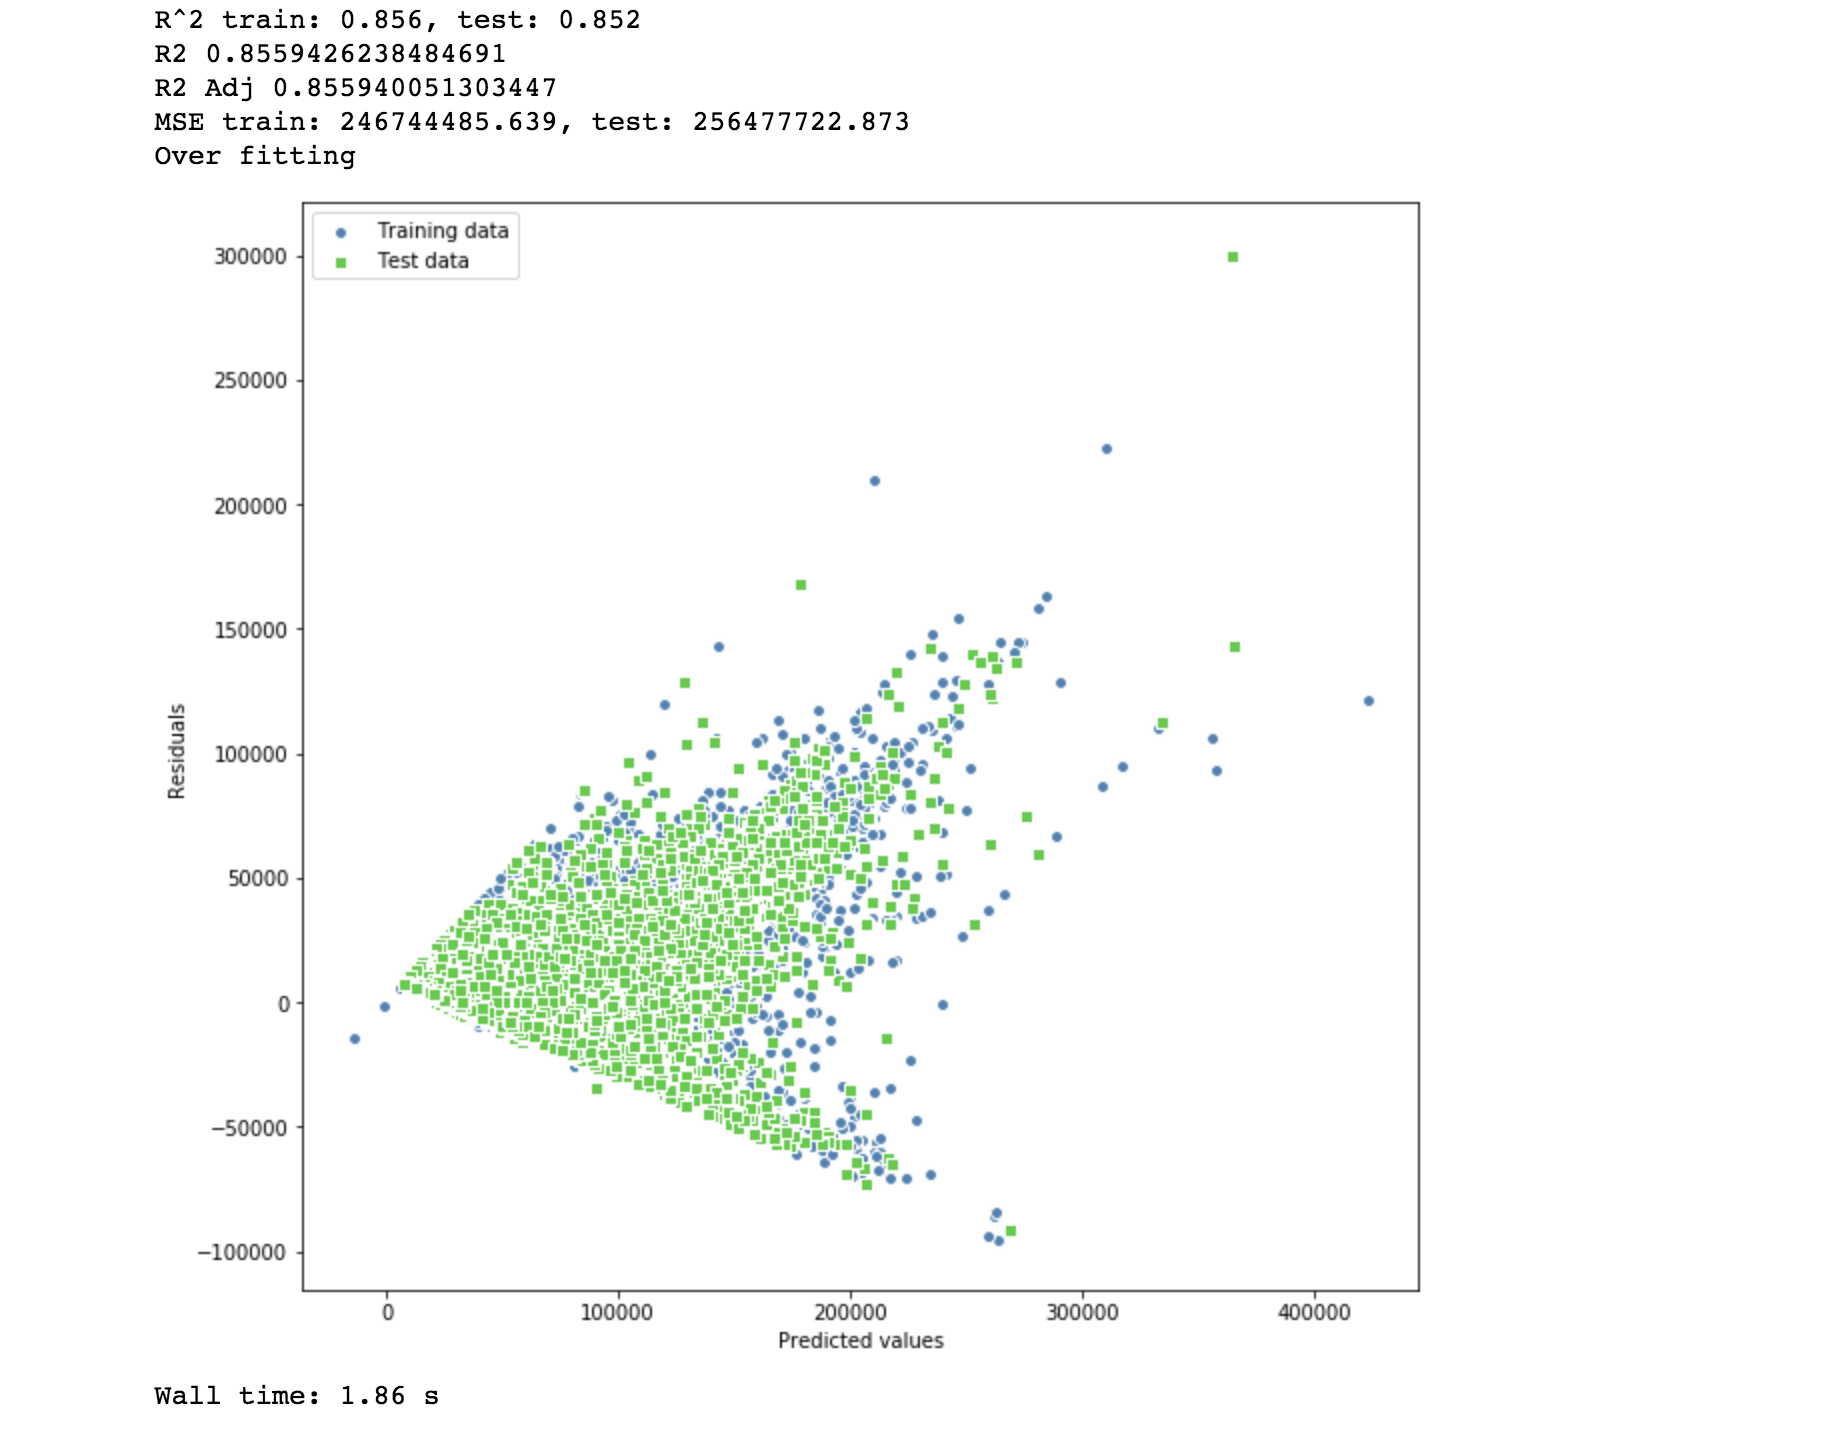 R^2 train: 0.856, test: 0.852
R2 0.8559426238484691
R2 Adj 0.855940051303447
MSE train: 246744485.639, test: 256477722.873
Over fitting
Training data
Test data
300000
250000
200000
150000
100000
50000
0
−50000
−100000
Residuals
0 100000 200000 300000 400000
Predicted values
Wall time: 1.86 s